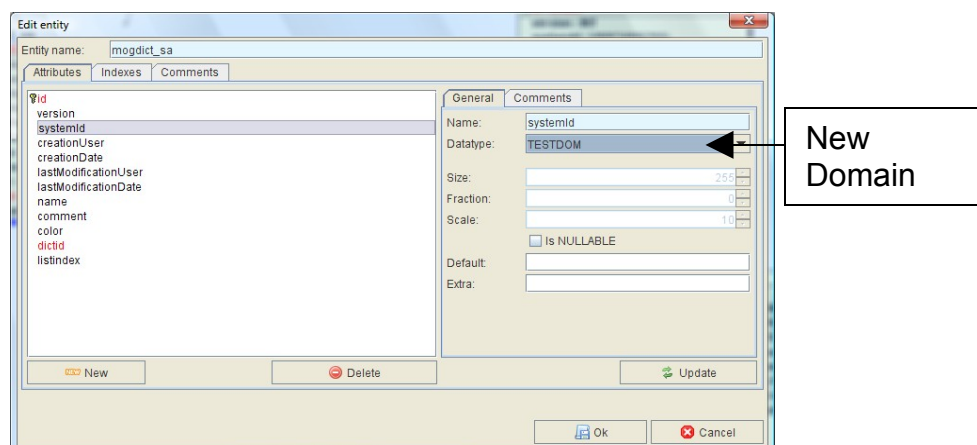 Edit entity
Entity name: mogdict_sa
Attributes Indexes Comments
id
version
systemId
creationUser
creationDate
lastModificationUser
lastModificationDate
name
comment
color
dictid
listindex
General Comments
Name: systemId
Datatype: TESTDOM
Size: 255
Fraction: 0
Scale: 10
Is NULLABLE
Default:
Extra:
New Delete Update
Ok Cancel
New
Domain